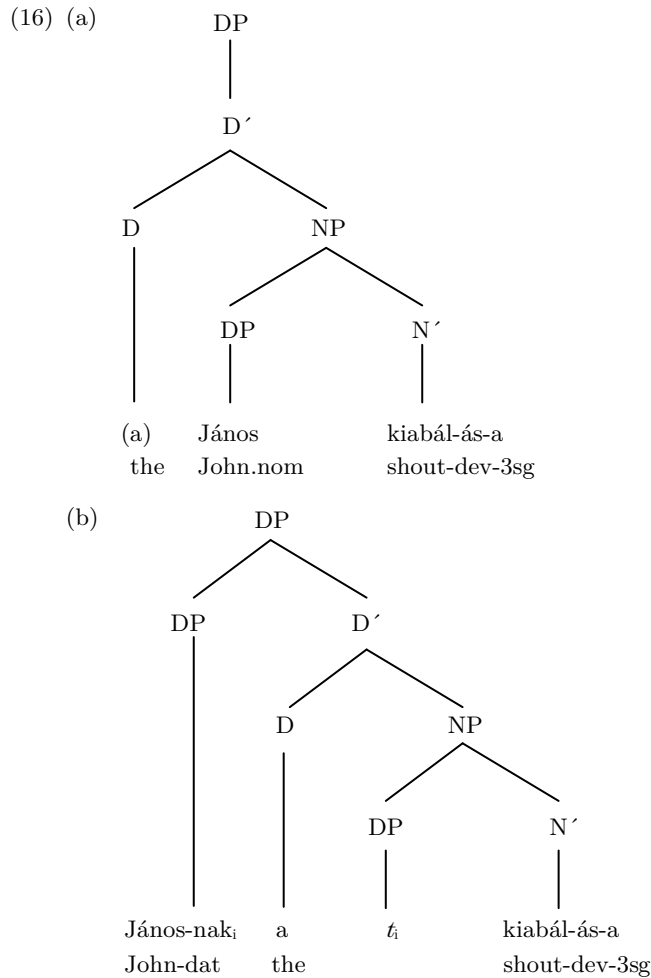 (16) (a) DP
D´
D NP
DP N´
(a) János kiabál-ás-a
the John.nom shout-dev-3sg
(b) DP
DP D´
D NP
DP N´
János-nakᵢ a tᵢ kiabál-ás-a
John-dat the shout-dev-3sg